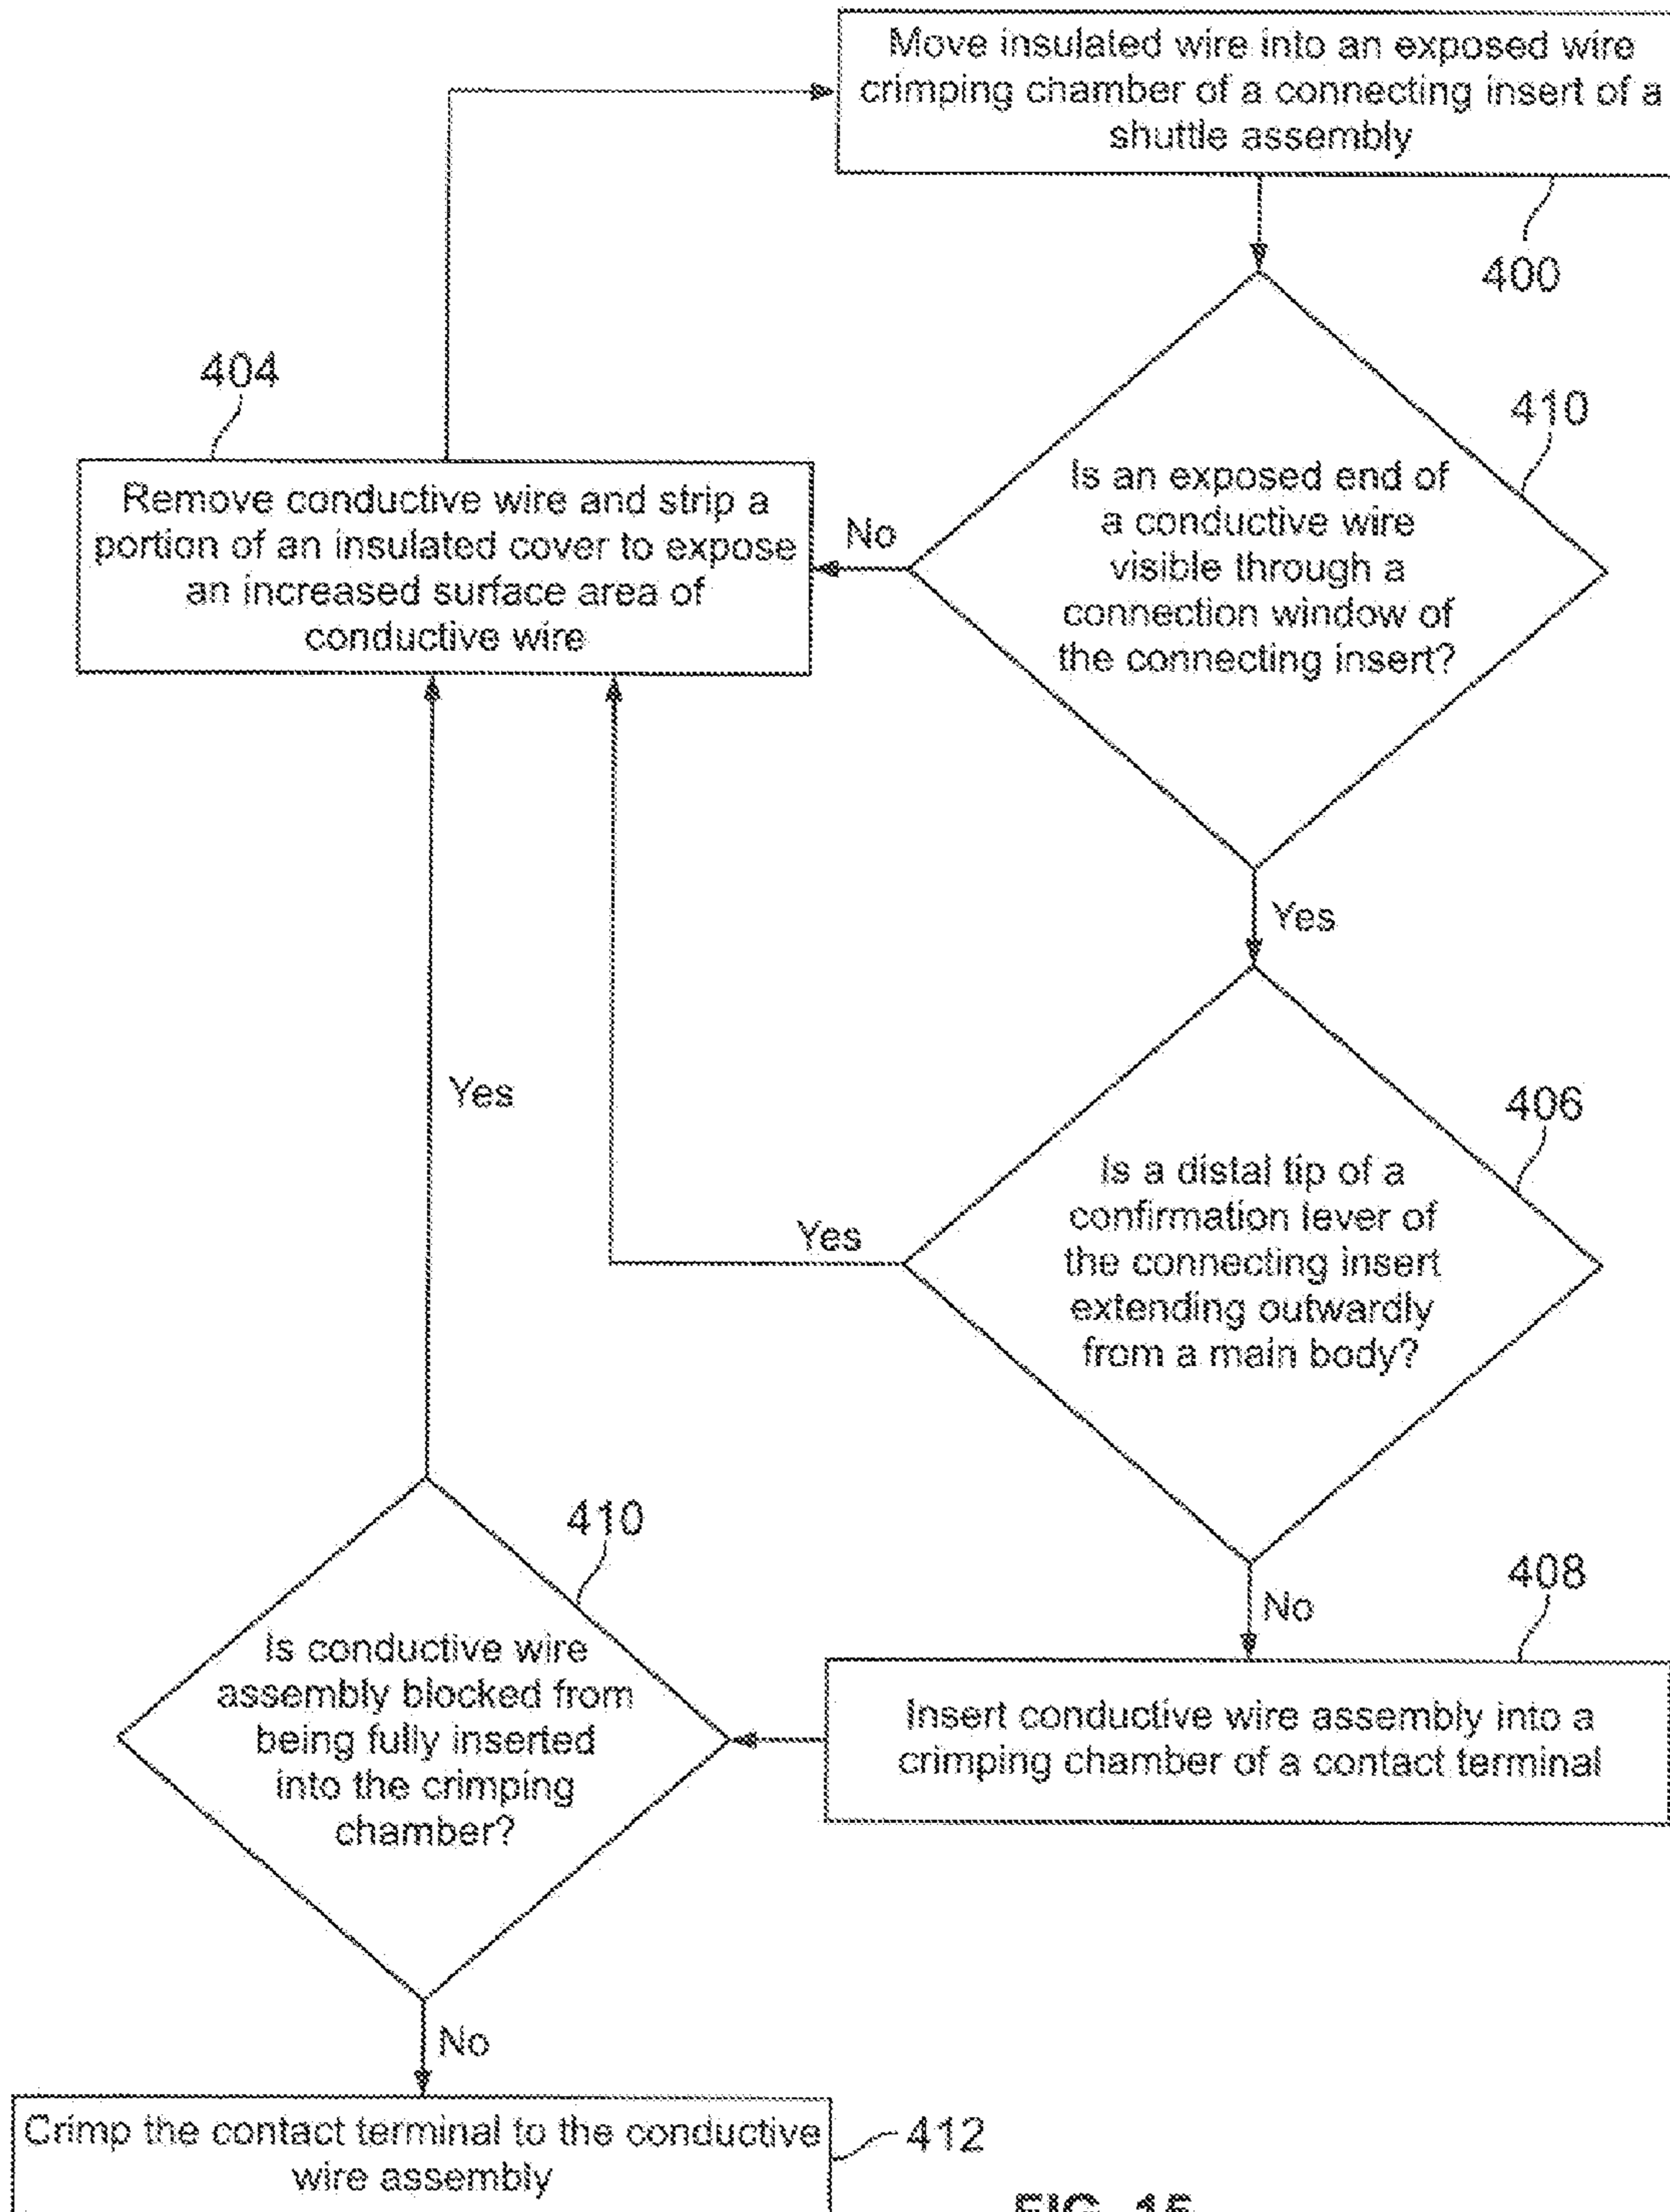 Move insulated wire into an exposed wire
crimping chamber of a connecting insert of a
shuttle assembly
400
410
Is an exposed end of
a conductive wire
visible through a
connection window of
the connecting insert?
No
404
Remove conductive wire and strip a
portion of an insulated cover to expose
an increased surface area of
conductive wire
Yes
406
Is a distal tip of a
confirmation lever of
the connecting insert
extending outwardly
from a main body?
Yes
No
408
Insert conductive wire assembly into a
crimping chamber of a contact terminal
410
Is conductive wire
assembly blocked from
being fully inserted
into the crimping
chamber?
Yes
No
Crimp the contact terminal to the conductive
wire assembly
412
FIG. 15